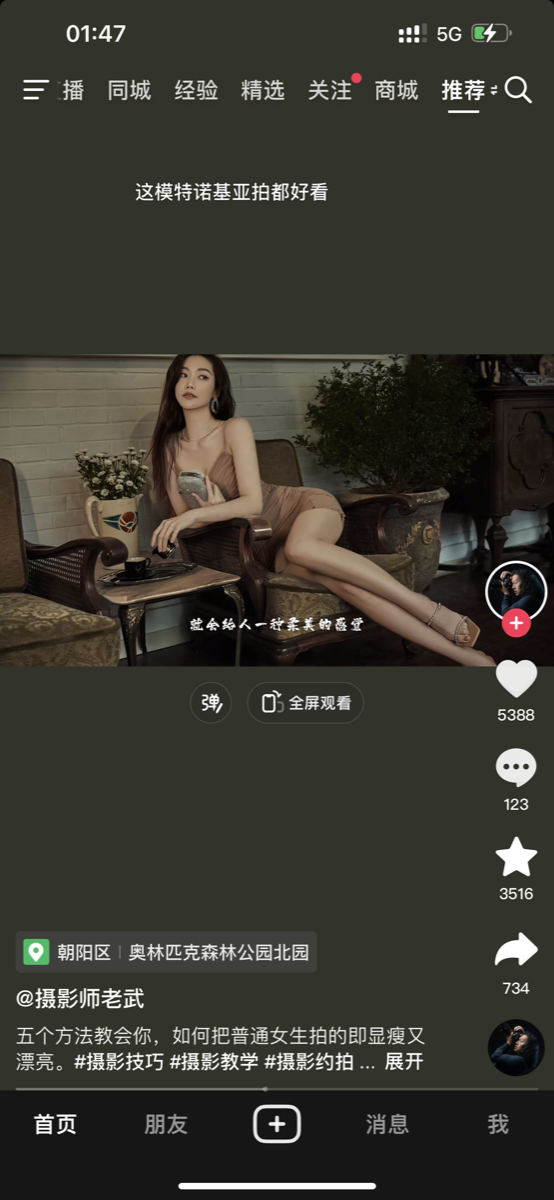 01:47
5G
播 同城 经验 精选 关注 商城 推荐
这模特诺基亚拍都好看
就会给人一种柔美的感觉
弹 全屏观看
5388
123
3516
734
朝阳区 奥林匹克森林公园北园
@摄影师老武
五个方法教会你，如何把普通女生拍的即显瘦又
漂亮。#摄影技巧 #摄影教学 #摄影约拍 ... 展开
首页 朋友 消息 我